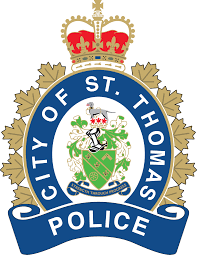 CITY OF ST. THOMAS
POLICE